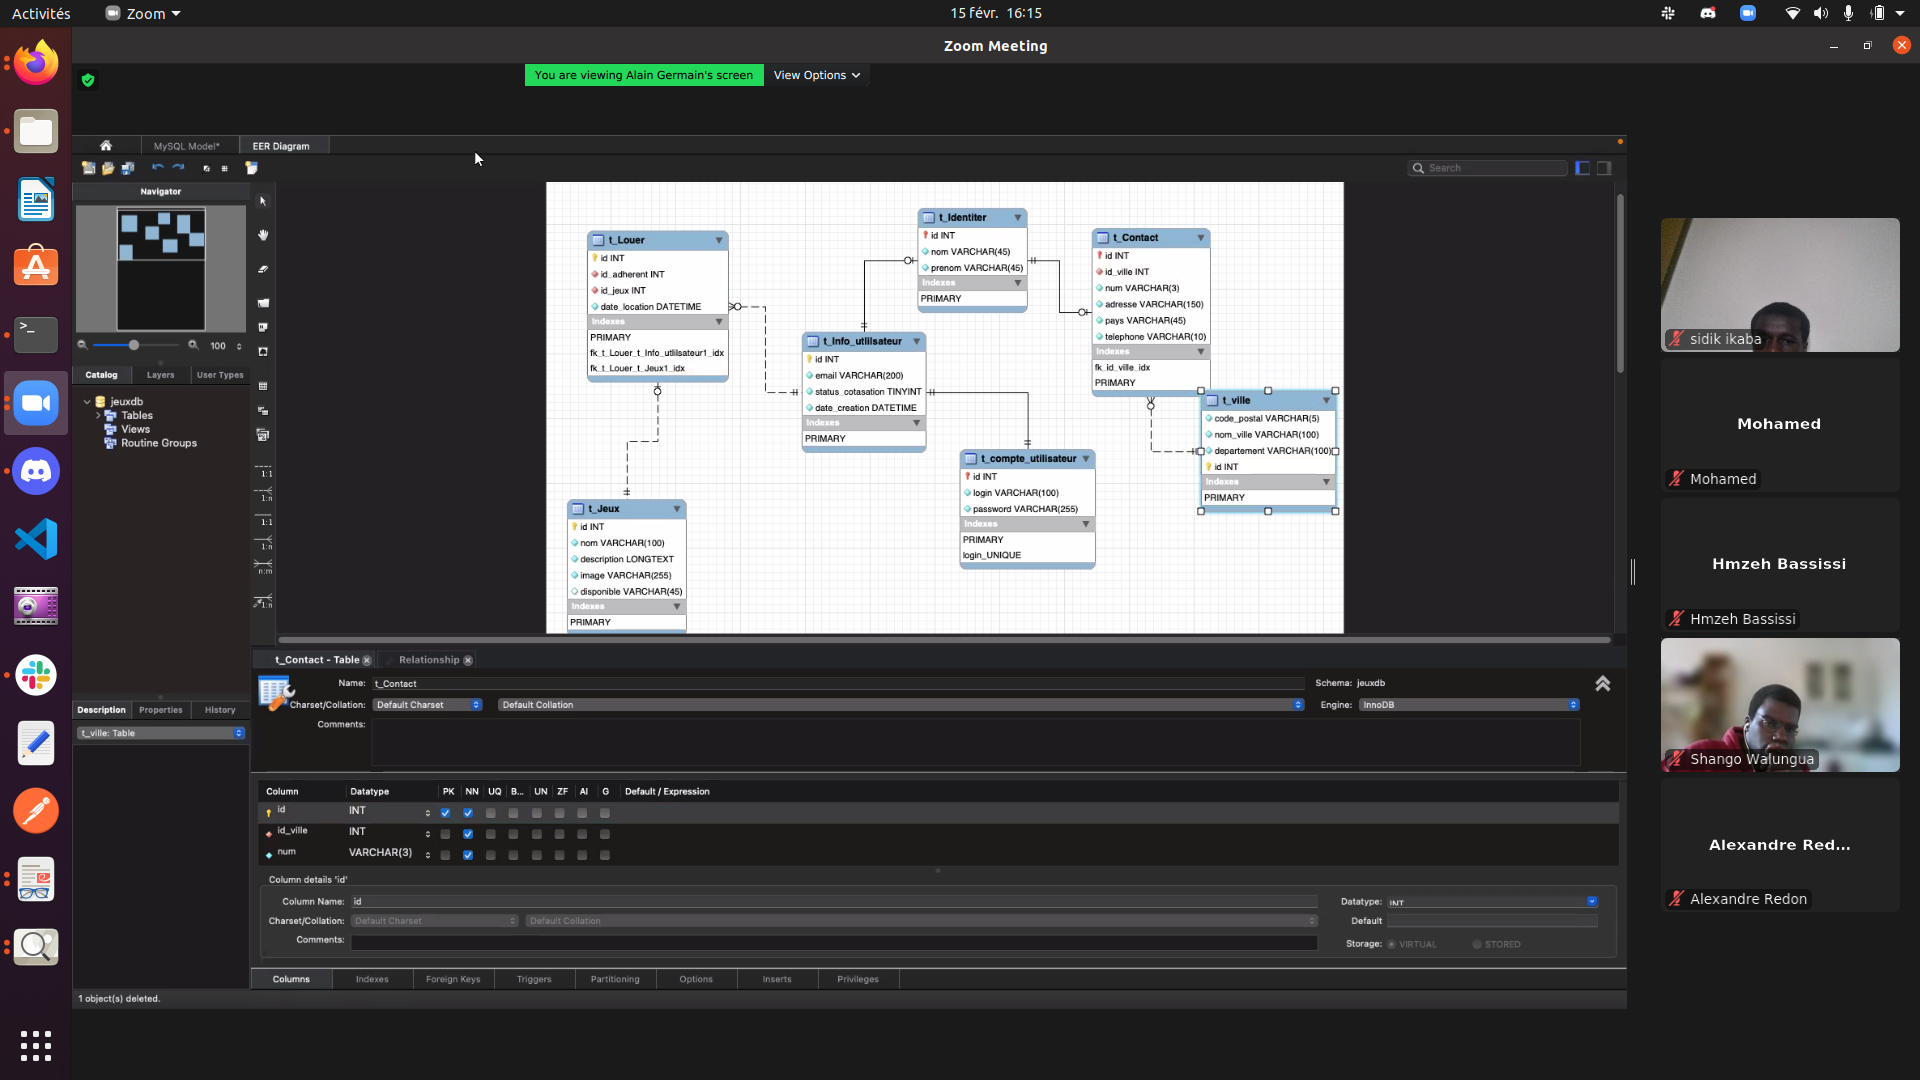 Activités
Zoom
15 févr. 16:15
Zoom Meeting
You are viewing Alain Germain's screen
View Options
MySQL Model*
EER Diagram
Search
Navigator
100
Catalog
Layers
User Types
jeuxdb
Tables
Views
Routine Groups
1:1
1:n
1:1
1:n
n:m
1:n
t_Louer
id INT
id_adherent INT
id_jeux INT
date_location DATETIME
Indexes
PRIMARY
fk_t_Louer_t_Info_utlilsateur1_idx
fk_t_Louer_t_Jeux1_idx
t_Identiter
id INT
nom VARCHAR(45)
prenom VARCHAR(45)
Indexes
PRIMARY
t_Contact
id INT
id_ville INT
num VARCHAR(3)
adresse VARCHAR(150)
pays VARCHAR(45)
telephone VARCHAR(10)
Indexes
fk_id_ville_idx
PRIMARY
t_Info_utlilsateur
id INT
email VARCHAR(200)
status_cotasation TINYINT
date_creation DATETIME
Indexes
PRIMARY
t_ville
code_postal VARCHAR(5)
nom_ville VARCHAR(100)
departement VARCHAR(100)
id INT
Indexes
PRIMARY
t_compte_utilisateur
id INT
login VARCHAR(100)
password VARCHAR(255)
Indexes
PRIMARY
login_UNIQUE
t_Jeux
id INT
nom VARCHAR(100)
description LONGTEXT
image VARCHAR(255)
disponible VARCHAR(45)
Indexes
PRIMARY
t_Contact - Table
Relationship
Name: t_Contact
Schema: jeuxdb
Charset/Collation: Default Charset Default Collation
Engine: InnoDB
Comments:
Description
Properties
History
t_ville: Table
Column Datatype PK NN UQ B... UN ZF AI G Default / Expression
id INT
id_ville INT
num VARCHAR(3)
Column details 'id'
Column Name: id
Datatype: INT
Charset/Collation: Default Charset Default Collation
Default
Comments:
Storage: VIRTUAL STORED
Columns
Indexes
Foreign Keys
Triggers
Partitioning
Options
Inserts
Privileges
1 object(s) deleted.
sidik ikaba
Mohamed
Mohamed
Hmzeh Bassissi
Hmzeh Bassissi
Shango Walungua
Alexandre Red...
Alexandre Redon